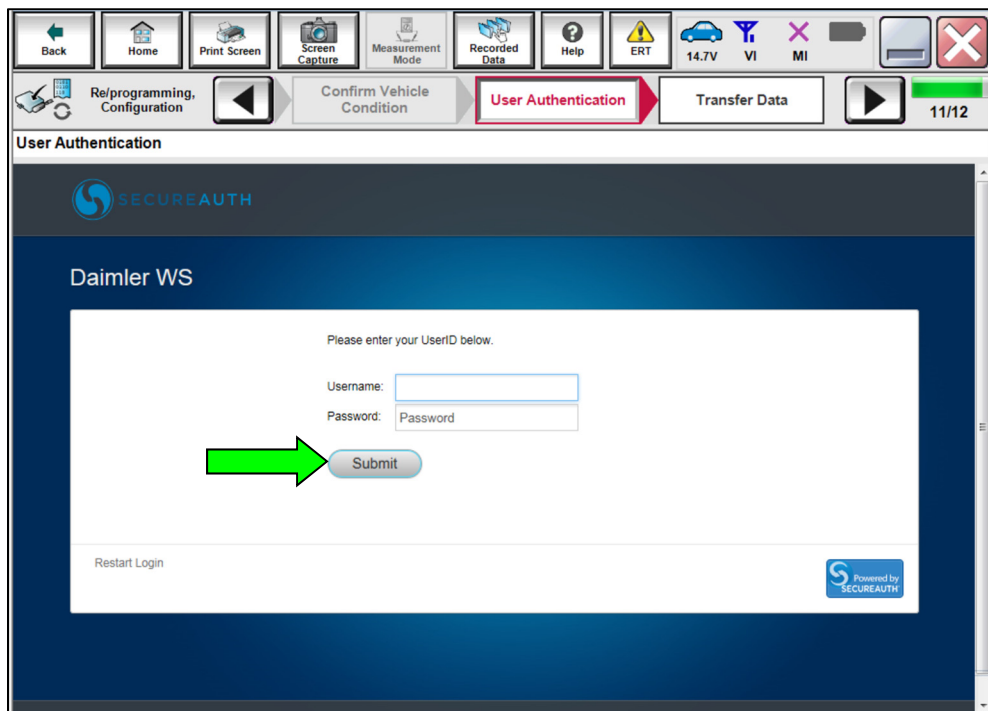 Back
Home
Print Screen
Screen
Capture
Measurement
Mode
Recorded
Data
Help
ERT
14.7V
VI
MI
Re/programming,
Configuration
Confirm Vehicle
Condition
User Authentication
Transfer Data
11/12
User Authentication
SECUREAUTH
Daimler WS
Please enter your UserID below.
Username:
Password: Password
Submit
Restart Login
Powered by
SECUREAUTH